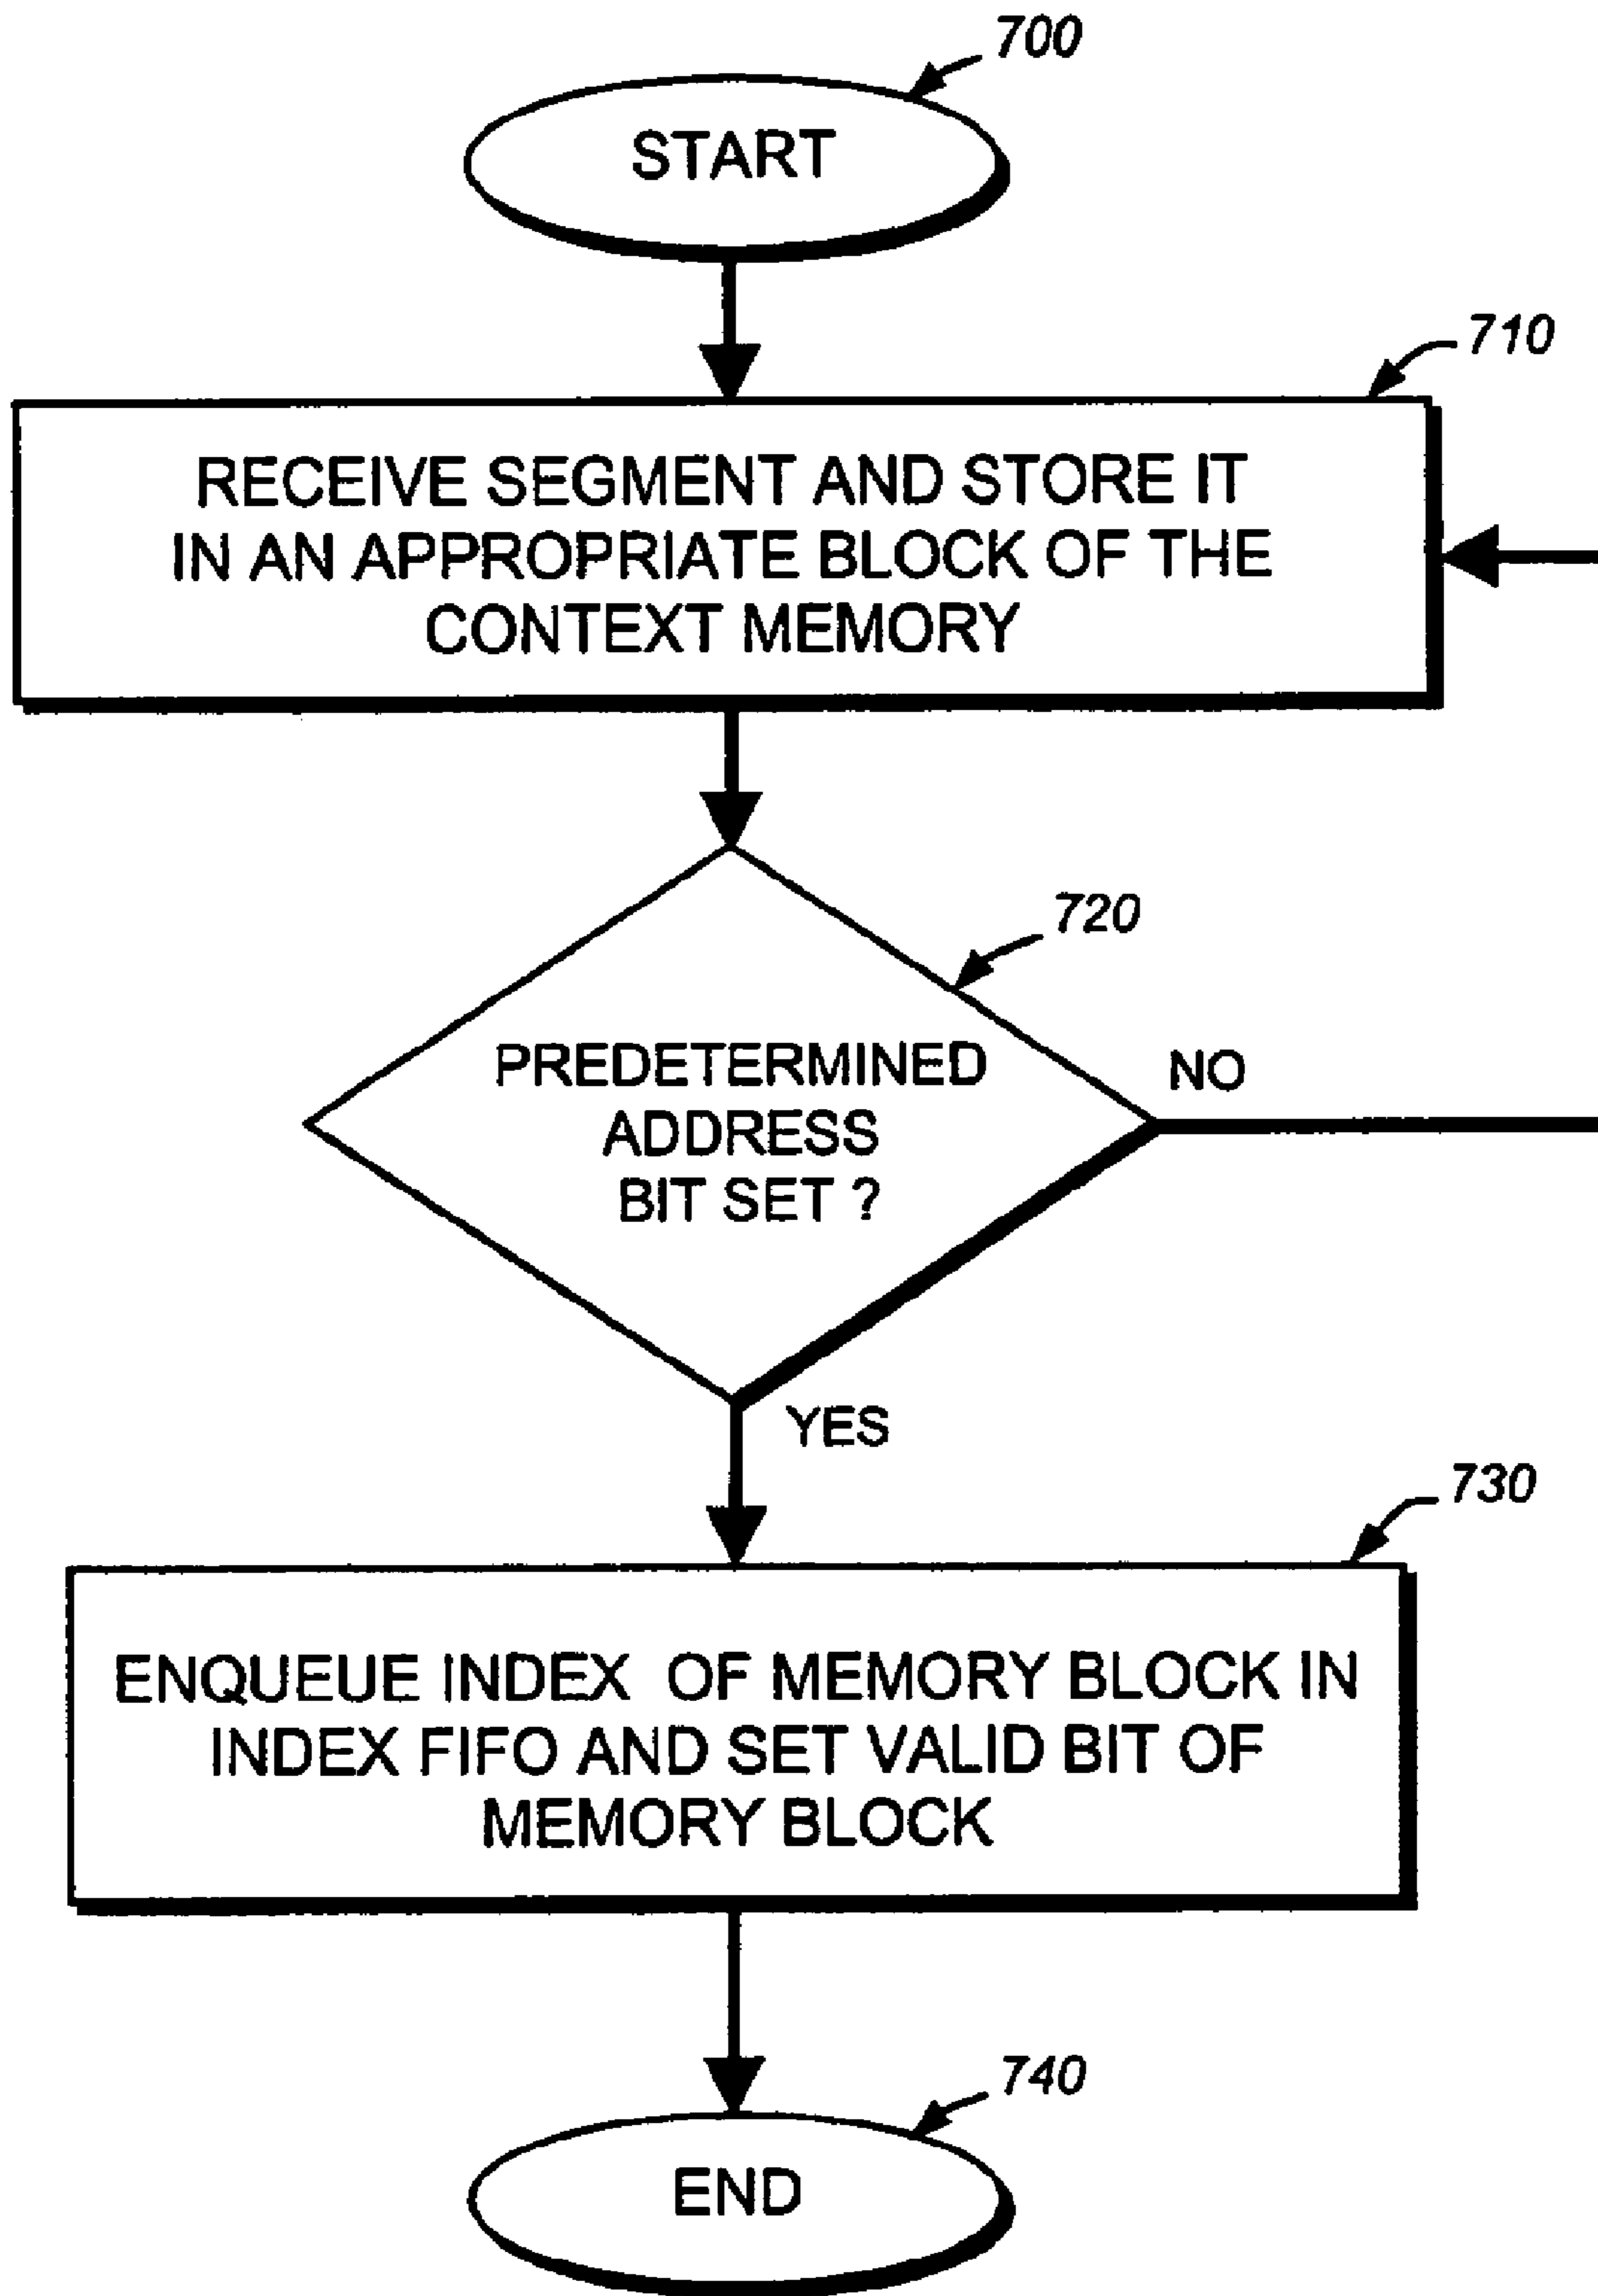 700
START
710
RECEIVE SEGMENT AND STORE IT
IN AN APPROPRIATE BLOCK OF THE
CONTEXT MEMORY
720
PREDETERMINED
ADDRESS
BIT SET ?
NO
YES
730
ENQUEUE INDEX OF MEMORY BLOCK IN
INDEX FIFO AND SET VALID BIT OF
MEMORY BLOCK
740
END